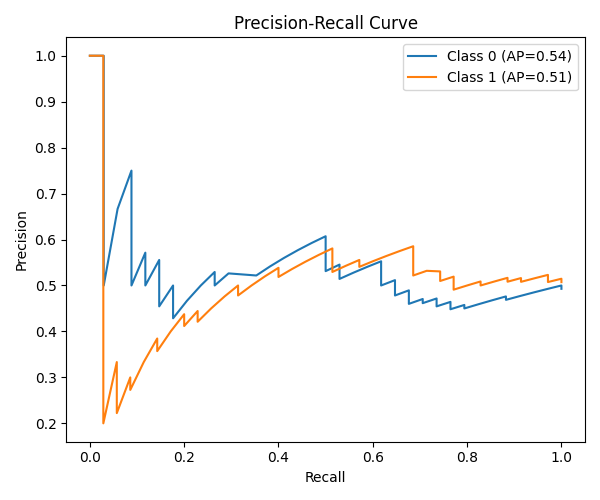 Precision-Recall Curve
Class 0 (AP=0.54)
Class 1 (AP=0.51)
Precision
1.0
0.9
0.8
0.7
0.6
0.5
0.4
0.3
0.2
0.0 0.2 0.4 0.6 0.8 1.0
Recall